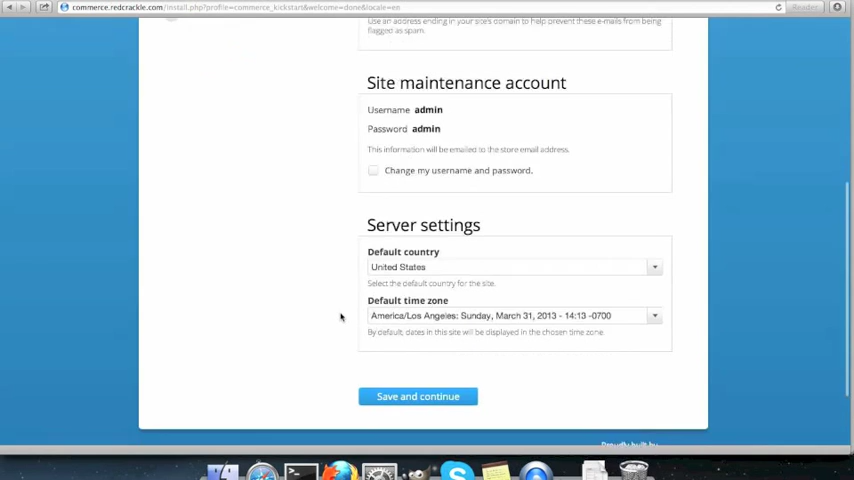 commerce.redcrackle.com/install.php?profile=commerce_kickstart&welcome=done&locale=en
Reader
Use an address ending in your site's domain to help prevent these e-mails from being
flagged as spam.
Site maintenance account
Username admin
Password admin
This information will be emailed to the store email address.
Change my username and password.
Server settings
Default country
United States
Select the default country for the site.
Default time zone
America/Los Angeles: Sunday, March 31, 2013 - 14:13 -0700
By default, dates in this site will be displayed in the chosen time zone.
Save and continue
Proudly built by